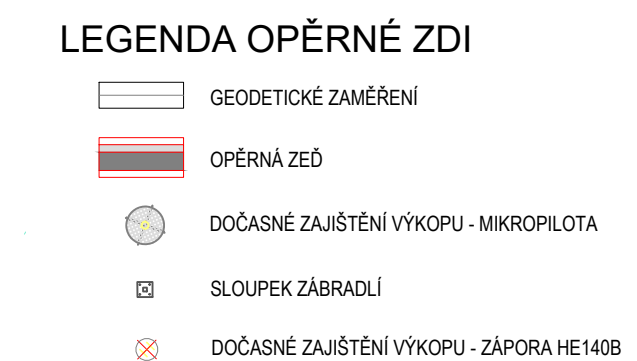 LEGENDA OPĚRNÉ ZDI
GEODETICKÉ ZAMĚŘENÍ
OPĚRNÁ ZEĎ
DOČASNÉ ZAJIŠTĚNÍ VÝKOPU - MIKROPILOTA
SLOUPEK ZÁBRADLÍ
DOČASNÉ ZAJIŠTĚNÍ VÝKOPU - ZÁPORA HE140B